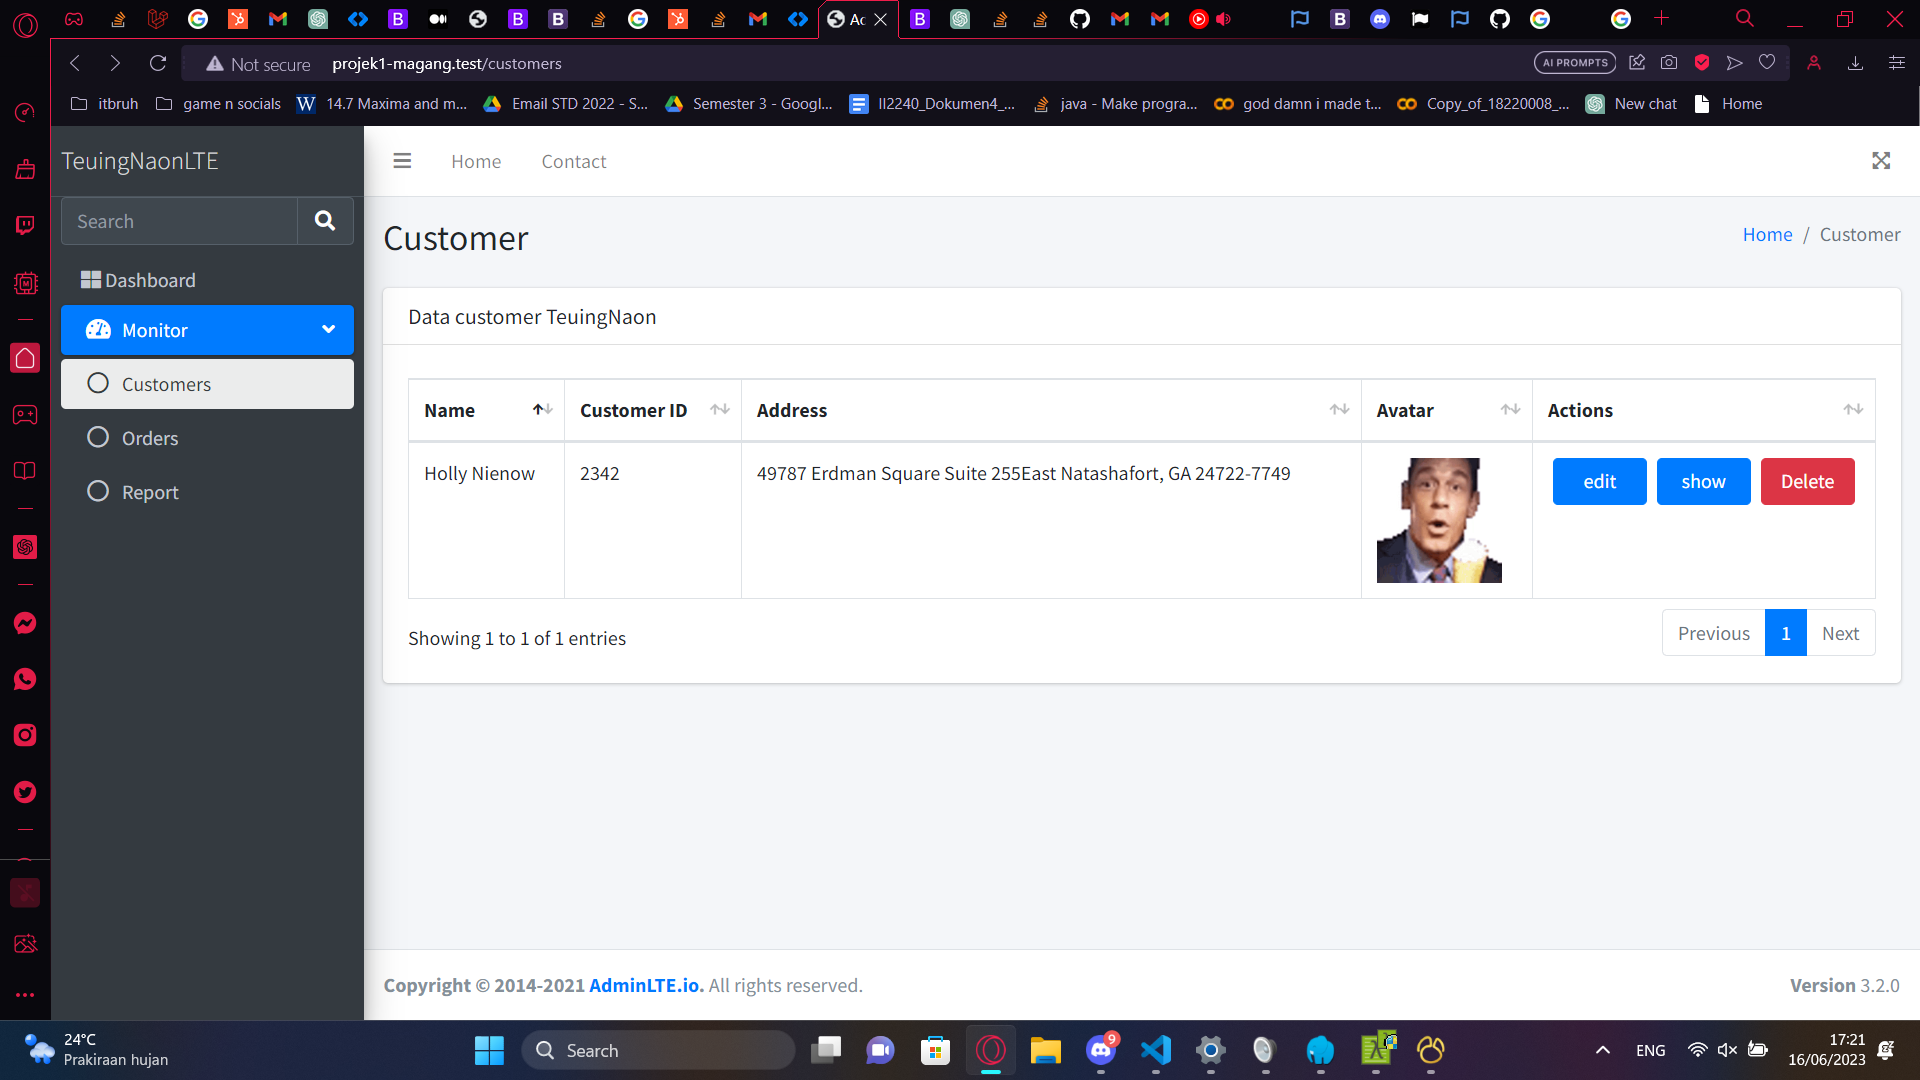 Ac
Not secure projek1-magang.test/customers
AI PROMPTS
itbruh
game n socials
14.7 Maxima and m...
Email STD 2022 - S...
Semester 3 - Googl...
II2240_Dokumen4_...
java - Make progra...
god damn i made t...
Copy_of_18220008_...
New chat
Home
TeuingNaonLTE
Home
Contact
Search
Customer
Home / Customer
Dashboard
Monitor
Customers
Orders
Report
Data customer TeuingNaon
Name Customer ID Address Avatar Actions
Holly Nienow 2342 49787 Erdman Square Suite 255East Natashafort, GA 24722-7749 edit show Delete
Showing 1 to 1 of 1 entries
Previous 1 Next
Copyright © 2014-2021 AdminLTE.io. All rights reserved.
Version 3.2.0
24°C
Prakiraan hujan
Search
9
ENG
17:21
16/06/2023